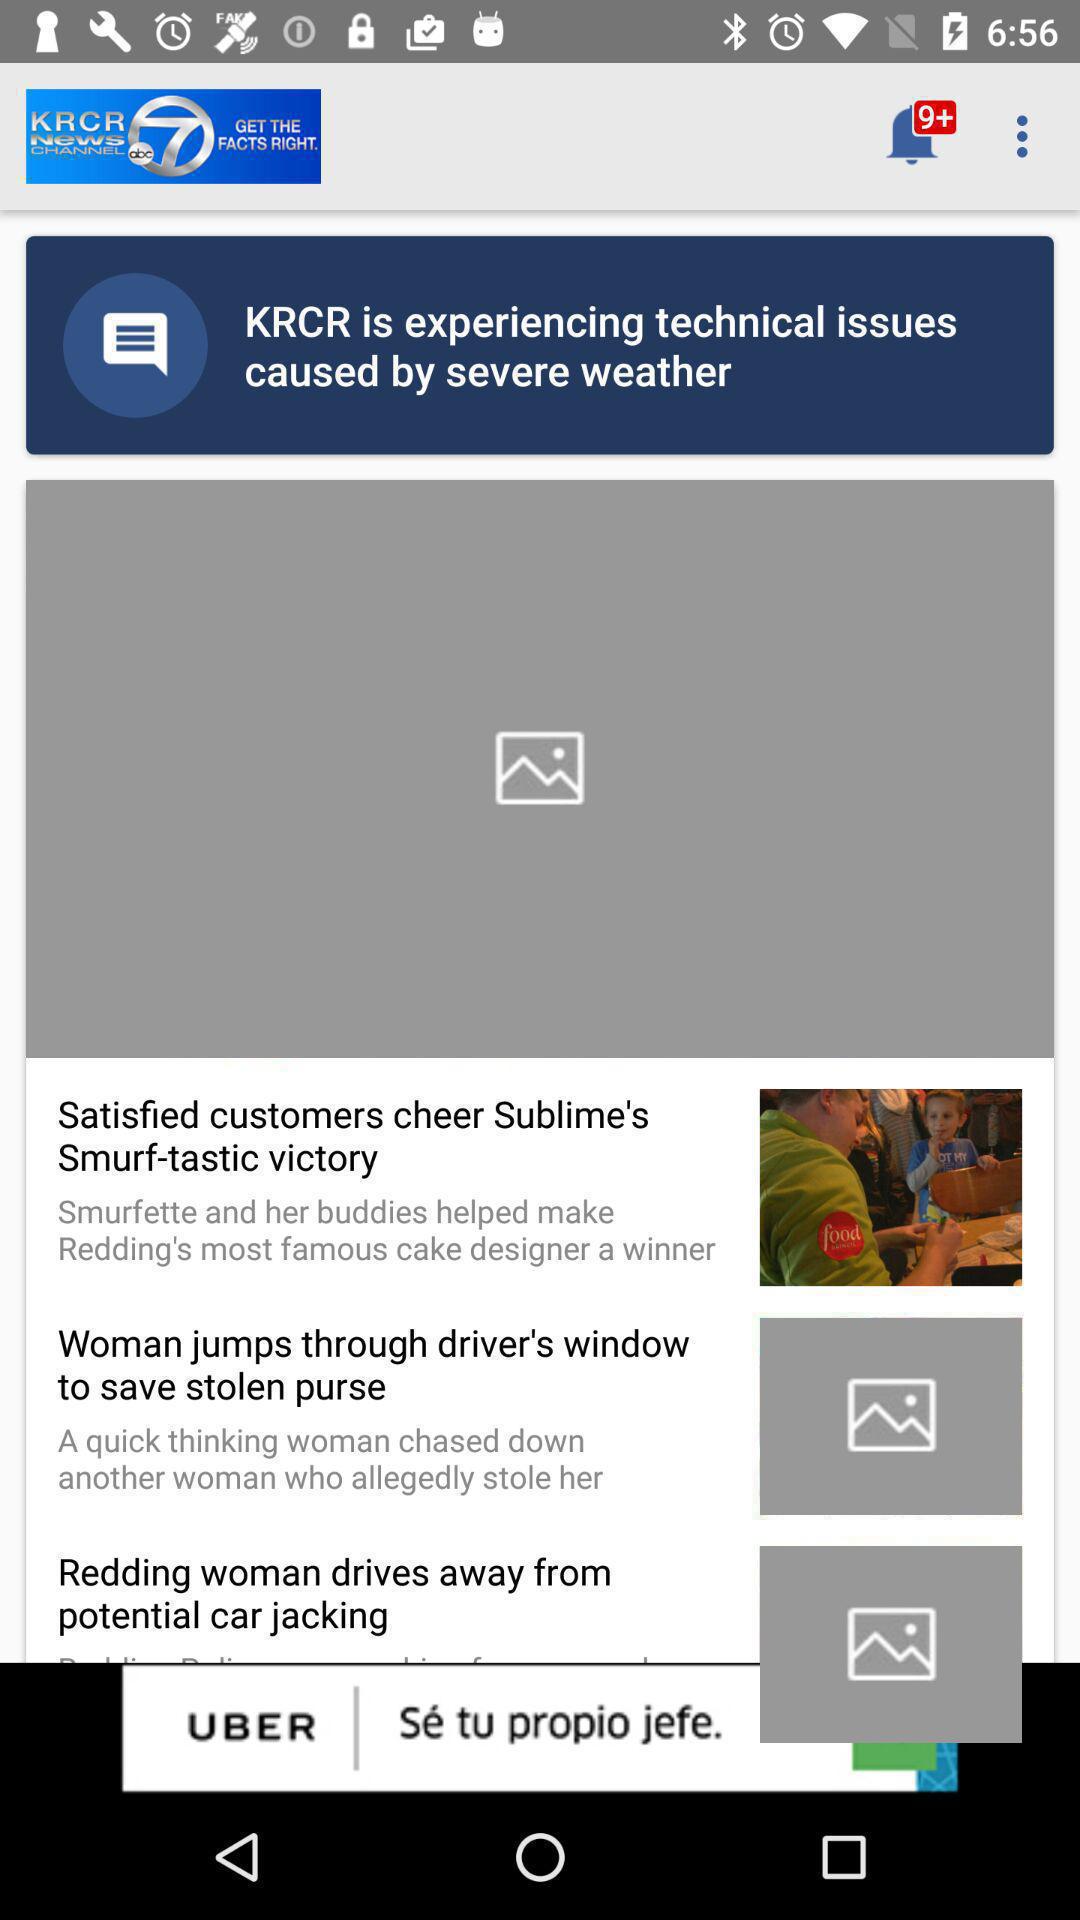 FAKE
6:56
KRCR
News
CHANNEL
abc
7
GET THE
FACTS RIGHT.
9+
KRCR is experiencing technical issues
caused by severe weather
Satisfied customers cheer Sublime's
Smurf-tastic victory
Smurfette and her buddies helped make
Redding's most famous cake designer a winner
food
Woman jumps through driver's window
to save stolen purse
A quick thinking woman chased down
another woman who allegedly stole her
Redding woman drives away from
potential car jacking
UBER
Sé tu propio jefe.